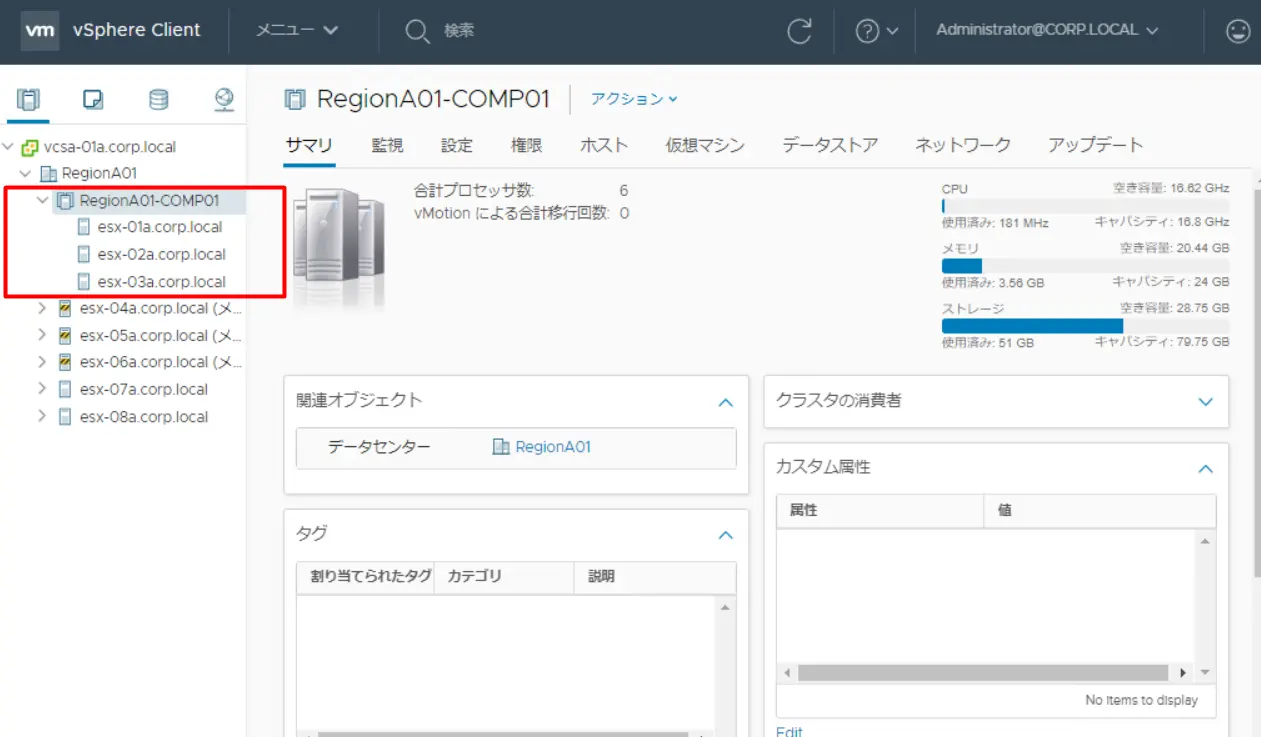 vm vSphere Client メニュー 検索 Administrator@CORP.LOCAL
vcsa-01a.corp.local
RegionA01
RegionA01-COMP01
esx-01a.corp.local
esx-02a.corp.local
esx-03a.corp.local
esx-04a.corp.local (メ...
esx-05a.corp.local (メ...
esx-06a.corp.local (メ...
esx-07a.corp.local
esx-08a.corp.local
RegionA01-COMP01 アクション
サマリ 監視 設定 権限 ホスト 仮想マシン データストア ネットワーク アップデート
合計プロセッサ数: 6
vMotion による合計移行回数: 0
CPU 空き容量: 16.62 GHz
使用済み: 181 MHz キャパシティ: 16.8 GHz
メモリ 空き容量: 20.44 GB
使用済み: 3.56 GB キャパシティ: 24 GB
ストレージ 空き容量: 28.75 GB
使用済み: 51 GB キャパシティ: 79.75 GB
関連オブジェクト
データセンター RegionA01
タグ
割り当てられたタグ カテゴリ 説明
クラスタの消費者
カスタム属性
属性 値
No items to display
Edit